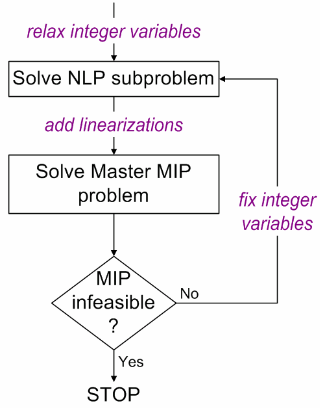 relax integer variables
Solve NLP subproblem
add linearizations
Solve Master MIP
problem
fix integer
variables
MIP
infeasible
?
No
Yes
STOP